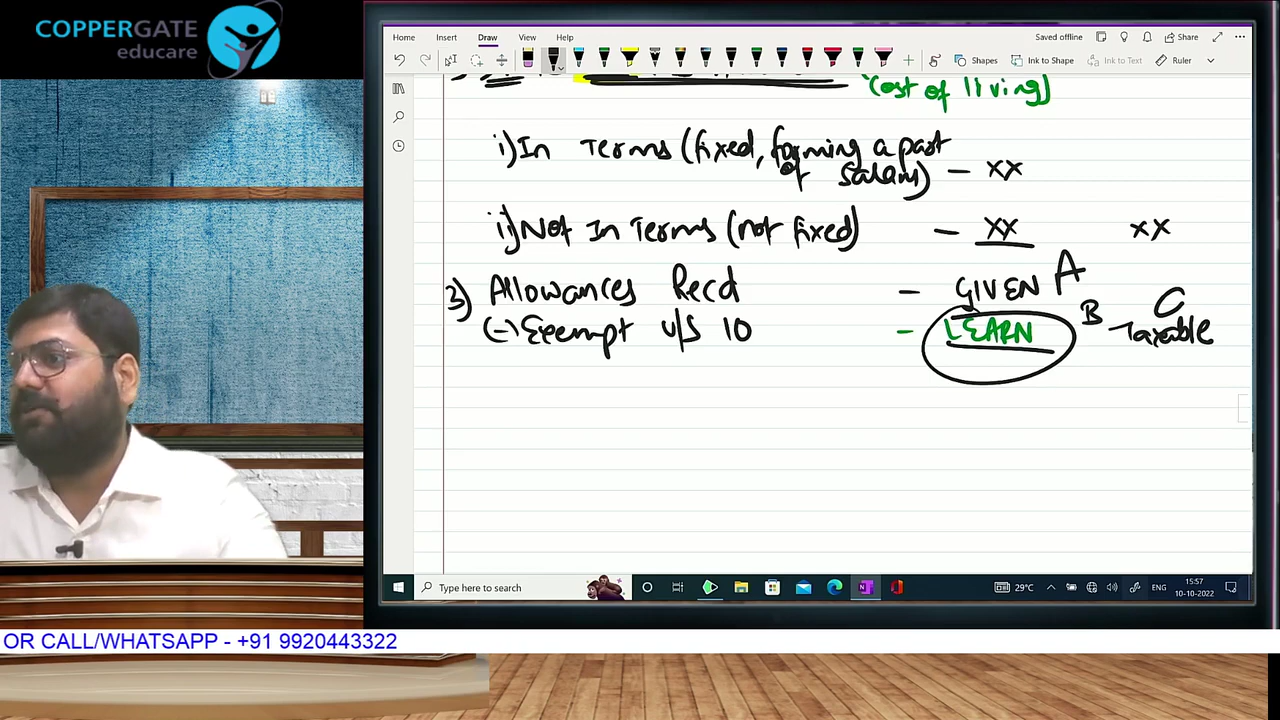 COPPERGATE
educare
Home Insert Draw View Help
Saved offline
Share
Shapes
Ink to Shape
Ink to Text
Ruler
(cost of living)
i) In Terms (fixed, forming a part
of salary) - xx
ii) Not In Terms (not fixed) - xx xx
3) Allowances Recd - GIVEN A
(-) Exempt u/s 10 - LEARN B C
Taxable
Type here to search
29°C
ENG
15:57
10-10-2022
OR CALL/WHATSAPP - +91 9920443322